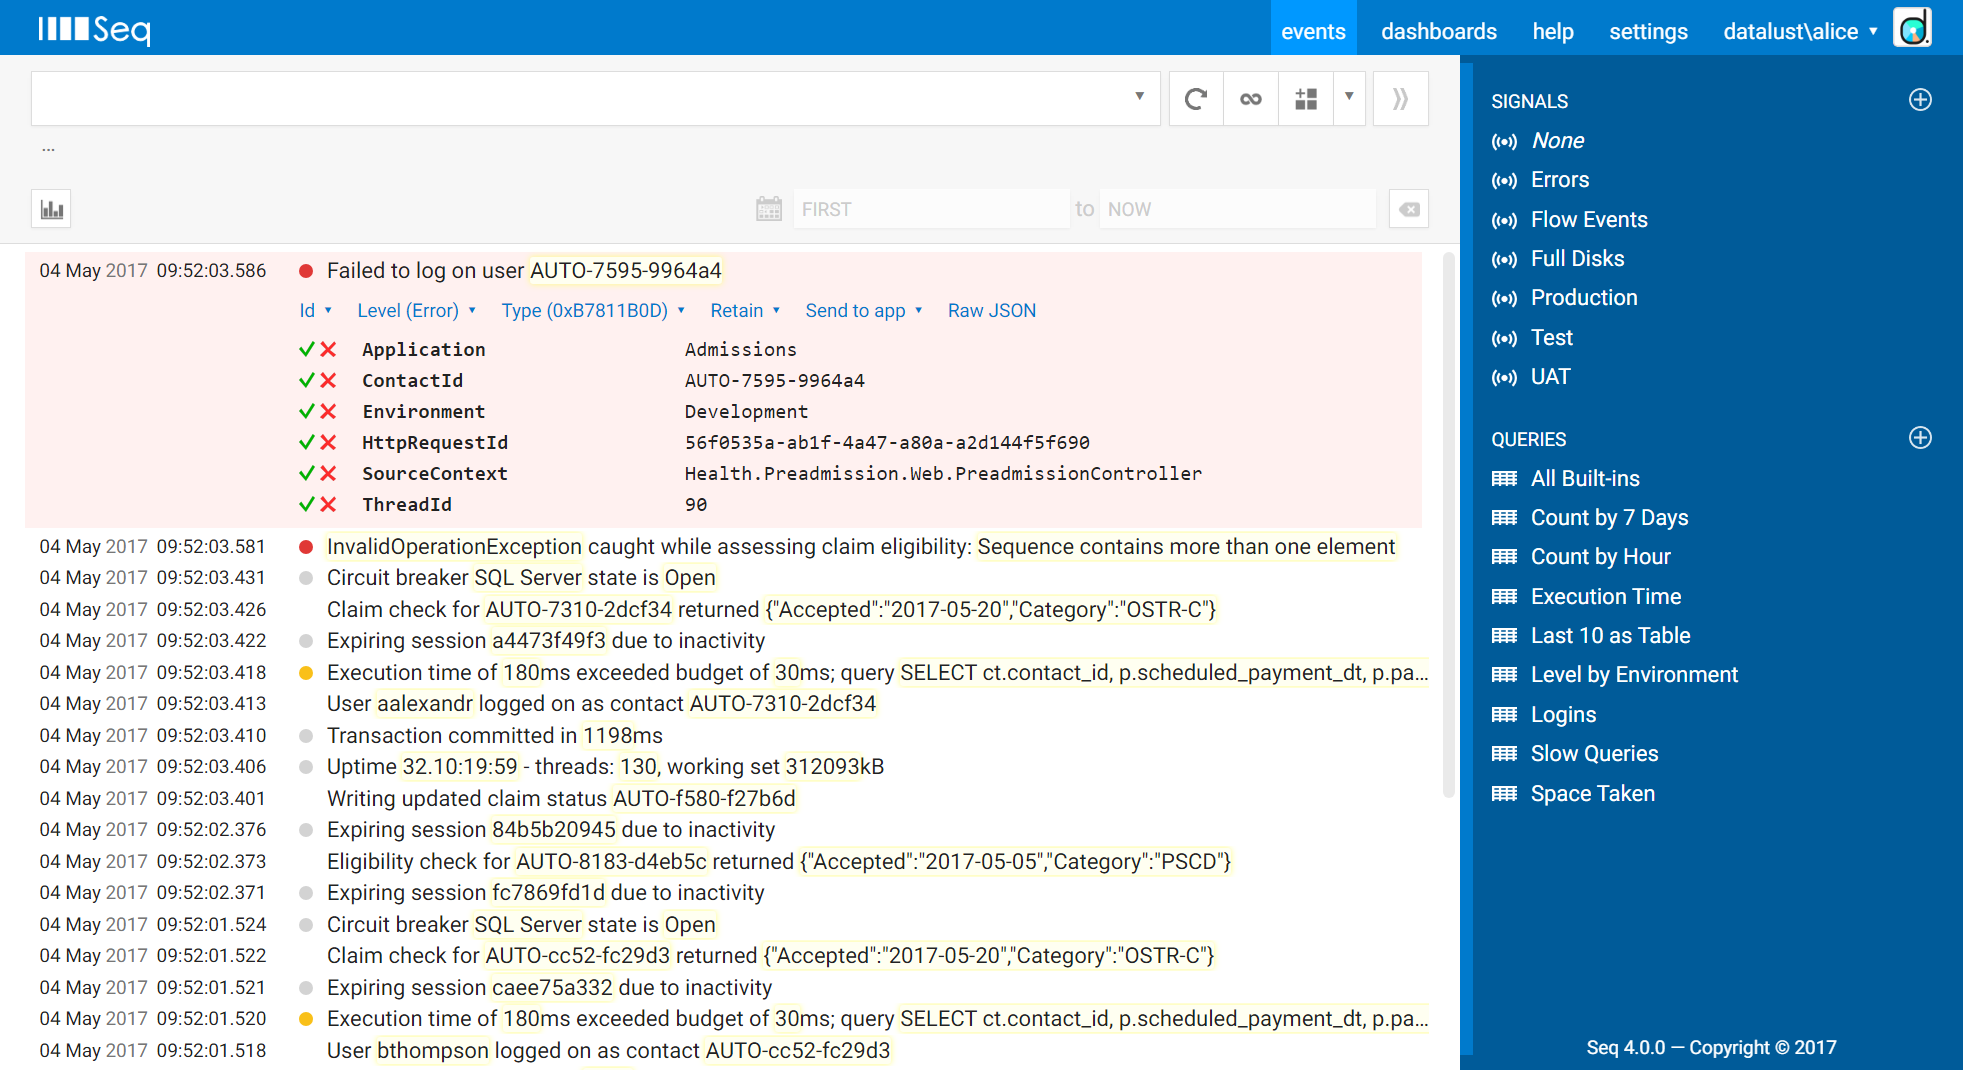 Seq
events dashboards help settings datalust\alice
...
FIRST to NOW
04 May 2017 09:52:03.586 Failed to log on user AUTO-7595-9964a4
Id Level (Error) Type (0xB7811B0D) Retain Send to app Raw JSON
Application Admissions
ContactId AUTO-7595-9964a4
Environment Development
HttpRequestId 56f0535a-ab1f-4a47-a80a-a2d144f5f690
SourceContext Health.Preadmission.Web.PreadmissionController
ThreadId 90
04 May 2017 09:52:03.581 InvalidOperationException caught while assessing claim eligibility: Sequence contains more than one element
04 May 2017 09:52:03.431 Circuit breaker SQL Server state is Open
04 May 2017 09:52:03.426 Claim check for AUTO-7310-2dcf34 returned {"Accepted":"2017-05-20","Category":"OSTR-C"}
04 May 2017 09:52:03.422 Expiring session a4473f49f3 due to inactivity
04 May 2017 09:52:03.418 Execution time of 180ms exceeded budget of 30ms; query SELECT ct.contact_id, p.scheduled_payment_dt, p.pa...
04 May 2017 09:52:03.413 User aalexandr logged on as contact AUTO-7310-2dcf34
04 May 2017 09:52:03.410 Transaction committed in 1198ms
04 May 2017 09:52:03.406 Uptime 32.10:19:59 - threads: 130, working set 312093kB
04 May 2017 09:52:03.401 Writing updated claim status AUTO-f580-f27b6d
04 May 2017 09:52:02.376 Expiring session 84b5b20945 due to inactivity
04 May 2017 09:52:02.373 Eligibility check for AUTO-8183-d4eb5c returned {"Accepted":"2017-05-05","Category":"PSCD"}
04 May 2017 09:52:02.371 Expiring session fc7869fd1d due to inactivity
04 May 2017 09:52:01.524 Circuit breaker SQL Server state is Open
04 May 2017 09:52:01.522 Claim check for AUTO-cc52-fc29d3 returned {"Accepted":"2017-05-20","Category":"OSTR-C"}
04 May 2017 09:52:01.521 Expiring session caee75a332 due to inactivity
04 May 2017 09:52:01.520 Execution time of 180ms exceeded budget of 30ms; query SELECT ct.contact_id, p.scheduled_payment_dt, p.pa...
04 May 2017 09:52:01.518 User bthompson logged on as contact AUTO-cc52-fc29d3
SIGNALS
None
Errors
Flow Events
Full Disks
Production
Test
UAT
QUERIES
All Built-ins
Count by 7 Days
Count by Hour
Execution Time
Last 10 as Table
Level by Environment
Logins
Slow Queries
Space Taken
Seq 4.0.0 — Copyright © 2017